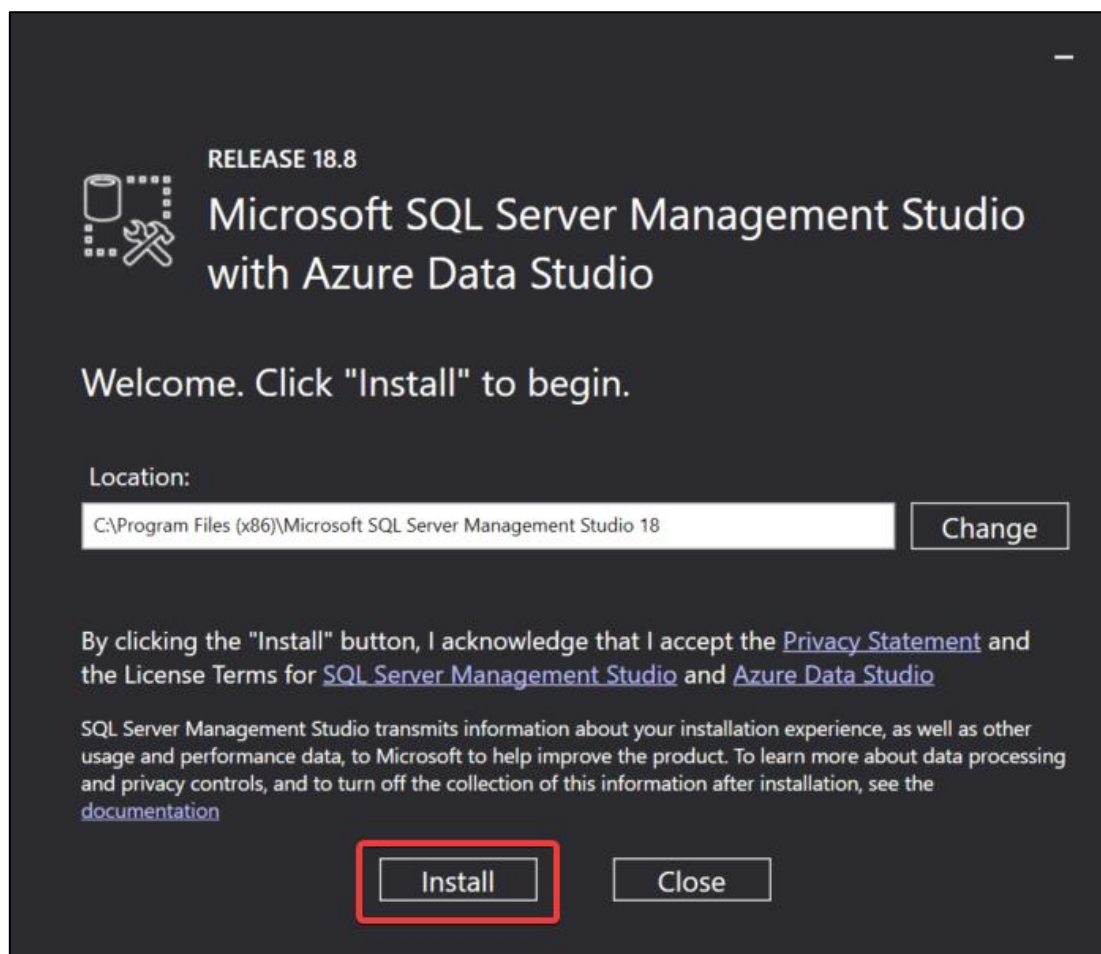 RELEASE 18.8
Microsoft SQL Server Management Studio
with Azure Data Studio
Welcome. Click "Install" to begin.
Location:
C:\Program Files (x86)\Microsoft SQL Server Management Studio 18
Change
By clicking the "Install" button, I acknowledge that I accept the Privacy Statement and
the License Terms for SQL Server Management Studio and Azure Data Studio
SQL Server Management Studio transmits information about your installation experience, as well as other
usage and performance data, to Microsoft to help improve the product. To learn more about data processing
and privacy controls, and to turn off the collection of this information after installation, see the
documentation
Install
Close